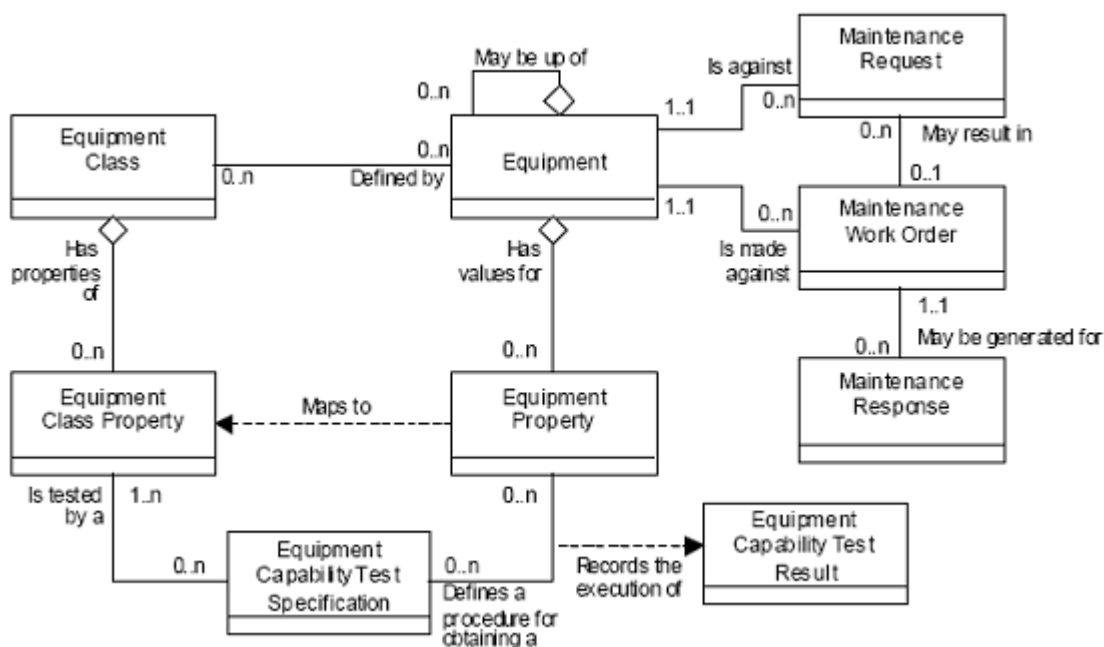 May be up of
0..n
Maintenance
Request
Is against
0..n
1..1
Equipment
Class
0..n
Defined by
0..n
Equipment
0..n
May result in
0..1
1..1
0..n
Is made
against
Maintenance
Work Order
Has
properties
of
0..n
Has
values for
0..n
1..1
May be generated for
0..n
Maintenance
Response
Equipment
Class Property
Maps to
Equipment
Property
Is tested
by a
1..n
0..n
0..n
Equipment
Capability Test
Specification
0..n
Defines a
procedure for
obtaining a
Records the
execution of
Equipment
Capability Test
Result